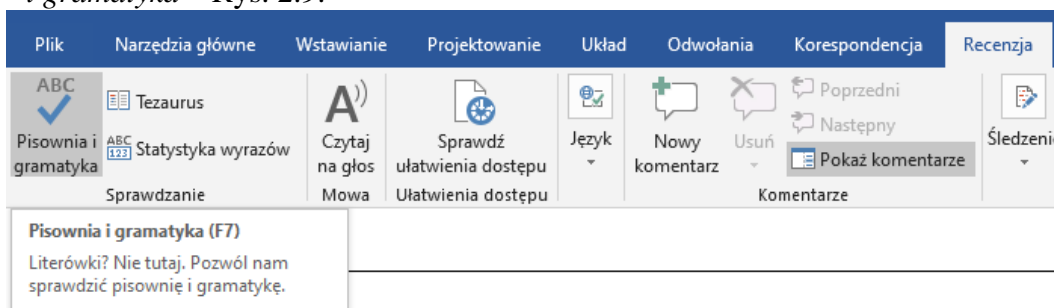 i gramatyka – Rys. 2.9.
Plik Narzędzia główne Wstawianie Projektowanie Układ Odwołania Korespondencja Recenzja
ABC
Pisownia i
gramatyka
Tezaurus
ABC
123
Statystyka wyrazów
Sprawdzanie
A
Czytaj
na głos
Mowa
Sprawdź
ułatwienia dostępu
Ułatwienia dostępu
Język
Nowy
komentarz
Usuń
Poprzedni
Następny
Pokaż komentarze
Komentarze
Śledzeni
Pisownia i gramatyka (F7)
Literówki? Nie tutaj. Pozwól nam
sprawdzić pisownię i gramatykę.